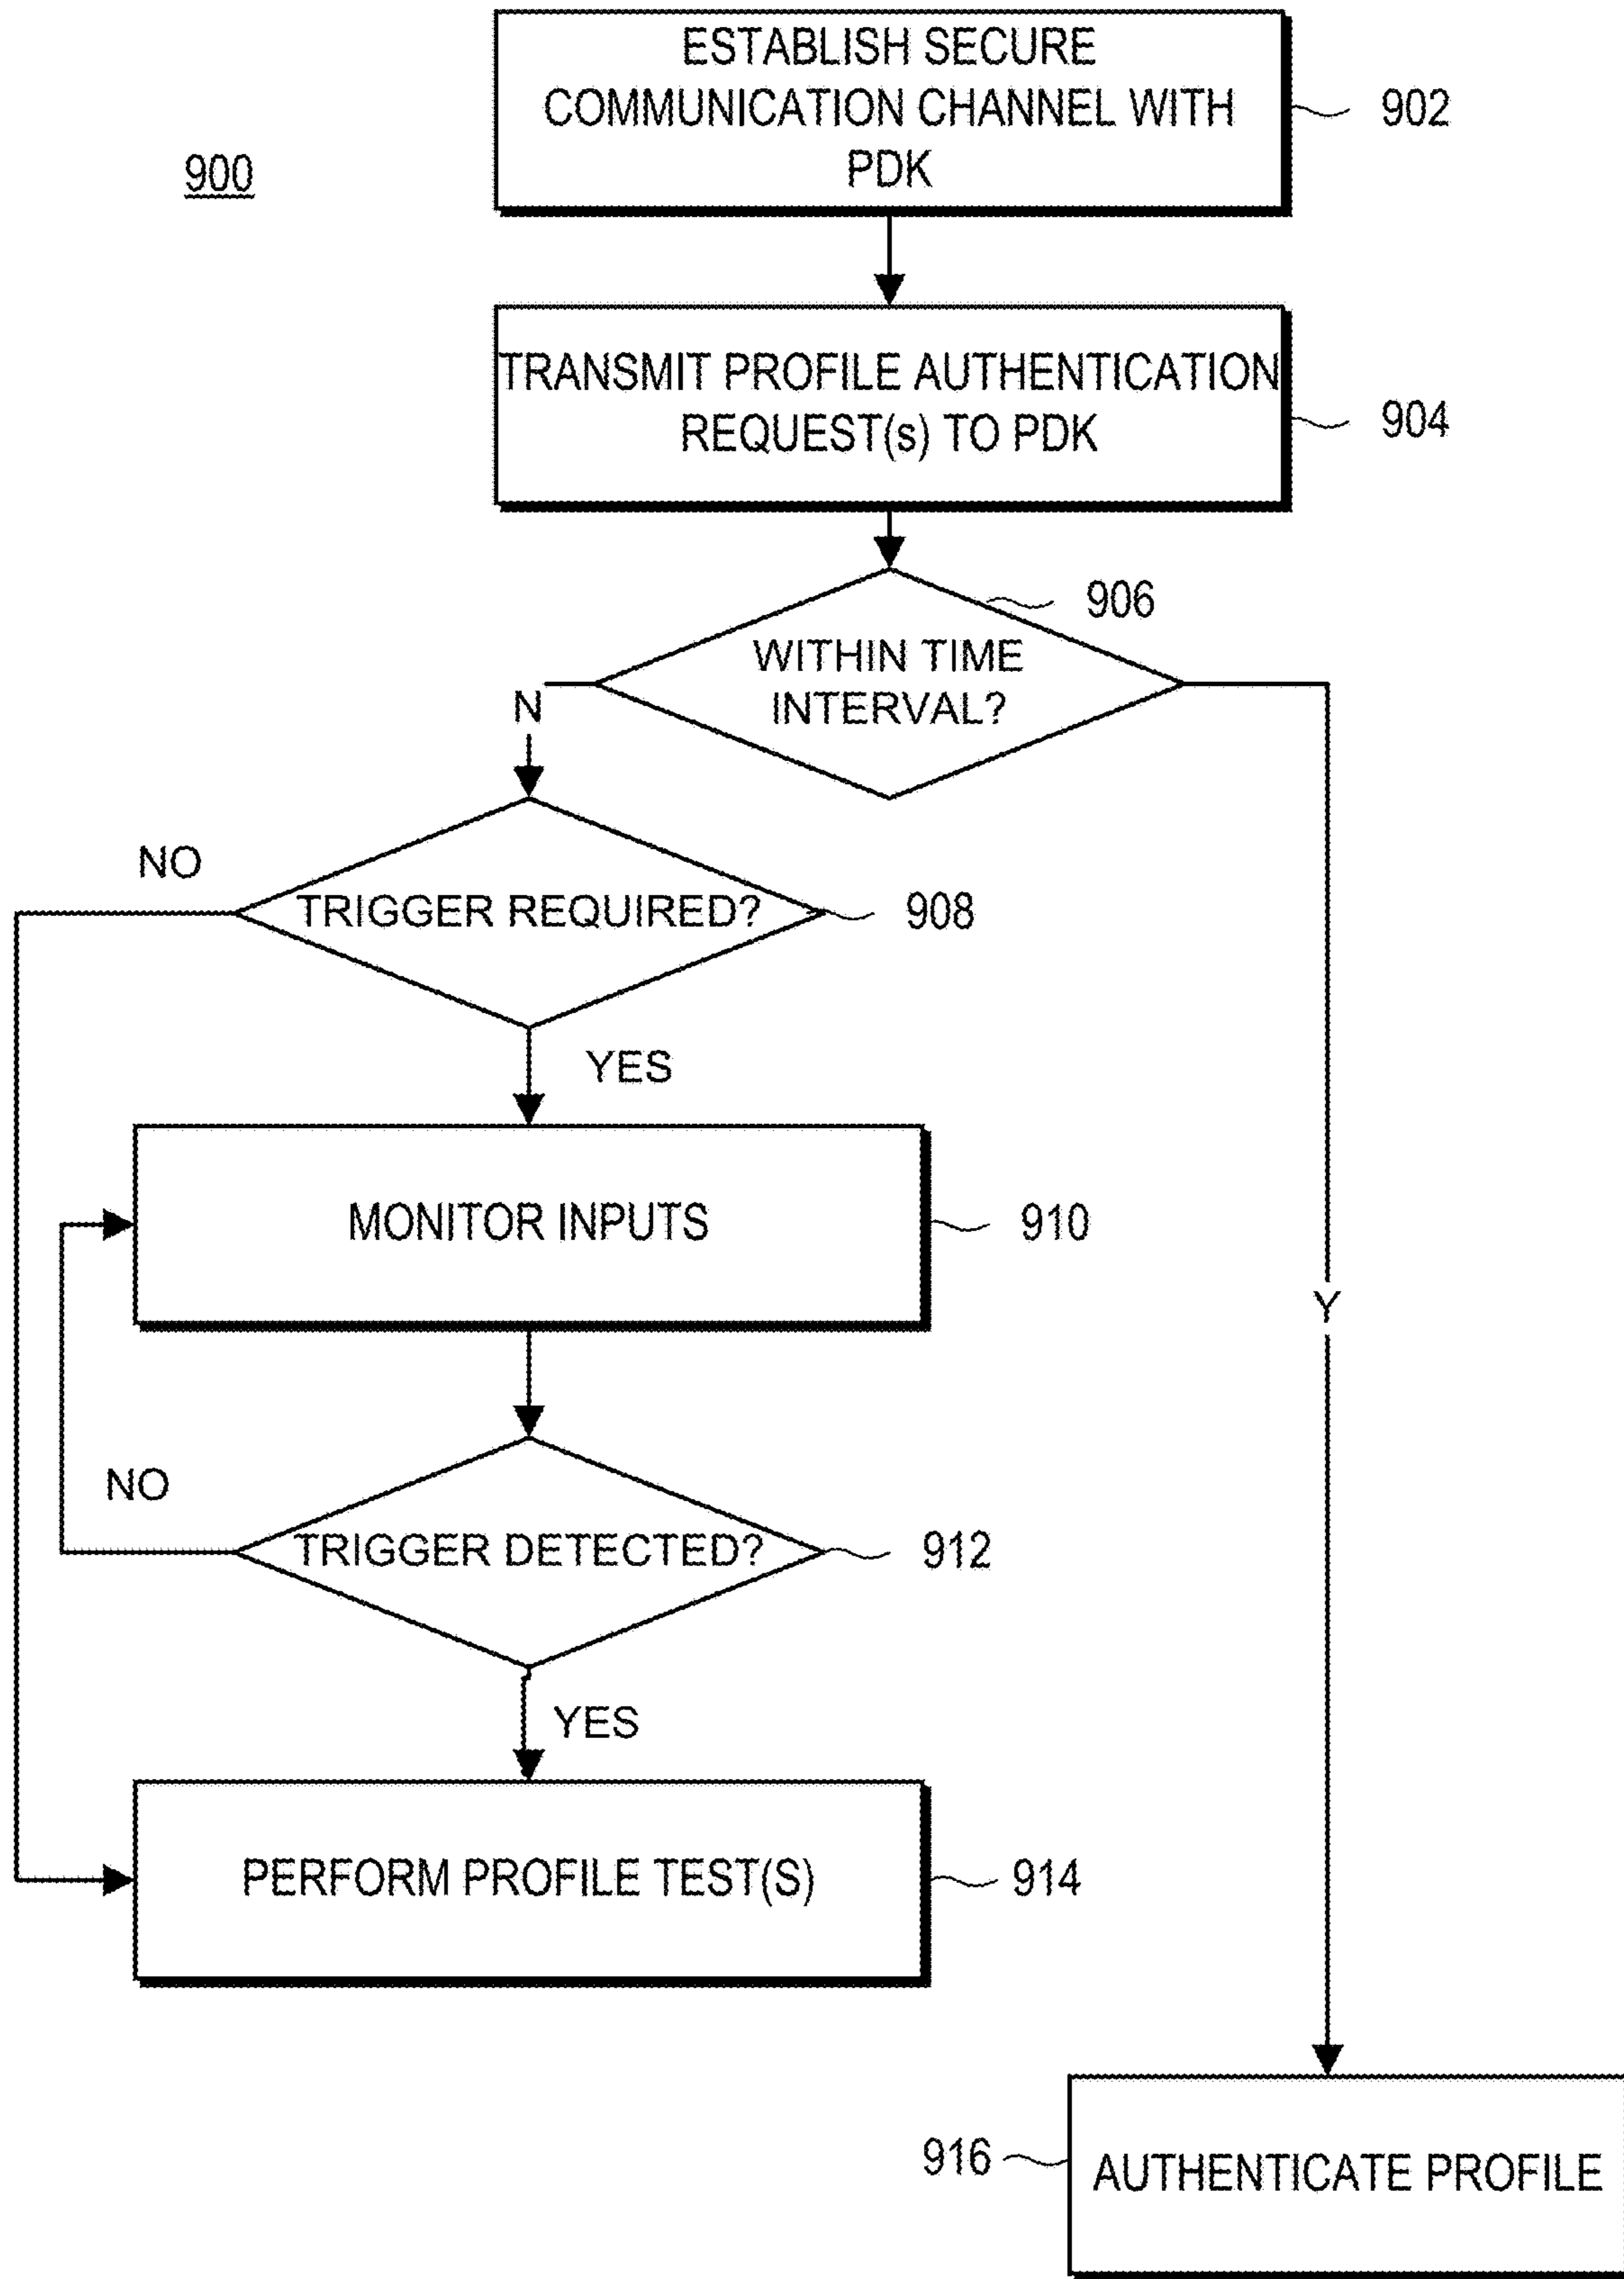 ESTABLISH SECURE
COMMUNICATION CHANNEL WITH
PDK
902
900
TRANSMIT PROFILE AUTHENTICATION
REQUEST(s) TO PDK
904
906
WITHIN TIME
INTERVAL?
N
NO
TRIGGER REQUIRED?
908
YES
MONITOR INPUTS
910
Y
NO
TRIGGER DETECTED?
912
YES
PERFORM PROFILE TEST(S)
914
916
AUTHENTICATE PROFILE